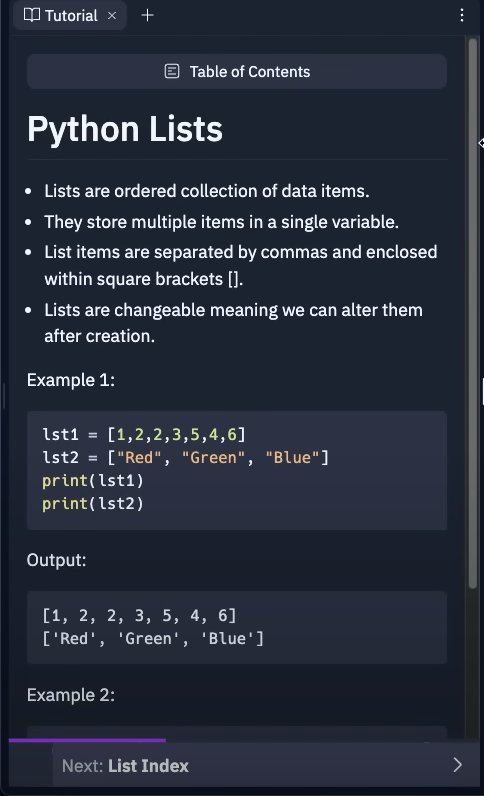 Tutorial
Table of Contents
Python Lists
• Lists are ordered collection of data items.
• They store multiple items in a single variable.
• List items are separated by commas and enclosed
within square brackets [].
• Lists are changeable meaning we can alter them
after creation.
Example 1:
lst1 = [1,2,2,3,5,4,6]
lst2 = ["Red", "Green", "Blue"]
print(lst1)
print(lst2)
Output:
[1, 2, 2, 3, 5, 4, 6]
['Red', 'Green', 'Blue']
Example 2:
Next: List Index